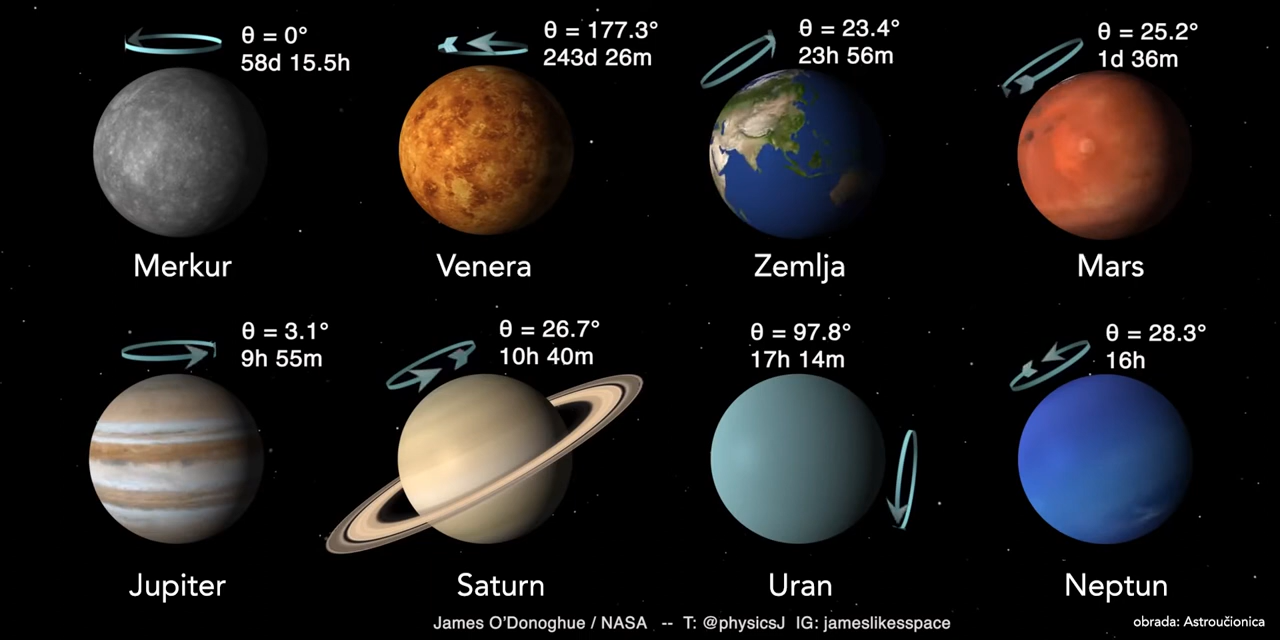 θ = 0°
58d 15.5h
Merkur
θ = 177.3°
243d 26m
Venera
θ = 23.4°
23h 56m
Zemlja
θ = 25.2°
1d 36m
Mars
θ = 3.1°
9h 55m
Jupiter
θ = 26.7°
10h 40m
Saturn
θ = 97.8°
17h 14m
Uran
θ = 28.3°
16h
Neptun
James O'Donoghue / NASA -- T: @physicsJ IG: jameslikesspace
obrada: Astroučionica